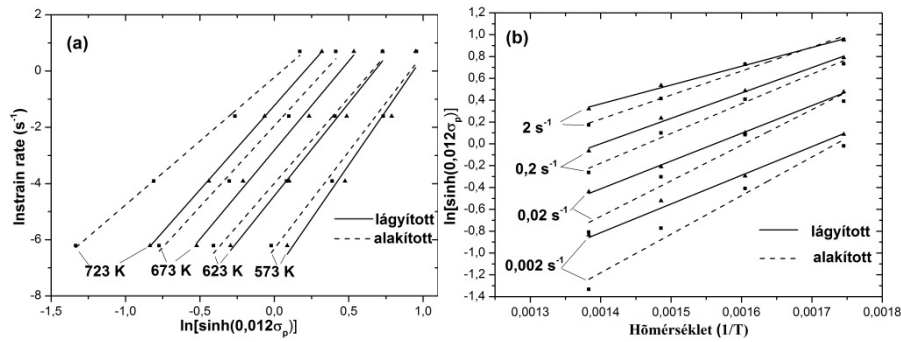 (a)
Instrain rate (s⁻¹)
0
-2
-4
-6
-8
723 K
673 K
623 K
573 K
lágyított
alakított
-1,5
-1,0
-0,5
0,0
0,5
1,0
ln[sinh(0,012σp)]
(b)
ln[sinh(0,012σp)]
1,2
1,0
0,8
0,6
0,4
0,2
0,0
-0,2
-0,4
-0,6
-0,8
-1,0
-1,2
-1,4
2 s⁻¹
0,2 s⁻¹
0,02 s⁻¹
0,002 s⁻¹
lágyított
alakított
0,0013
0,0014
0,0015
0,0016
0,0017
0,0018
Hõmérséklet (1/T)